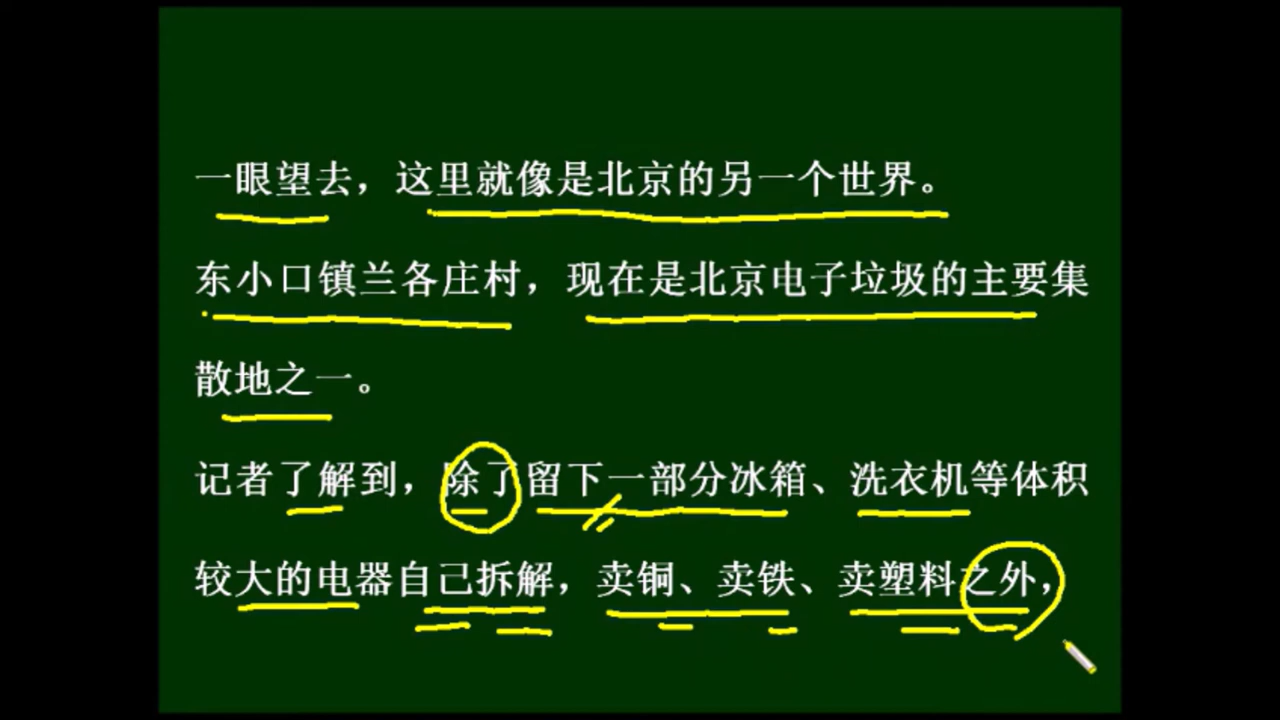 一眼望去，这里就像是北京的另一个世界。
东小口镇兰各庄村，现在是北京电子垃圾的主要集
散地之一。
记者了解到，除了留下一部分冰箱、洗衣机等体积
较大的电器自己拆解，卖铜、卖铁、卖塑料之外，